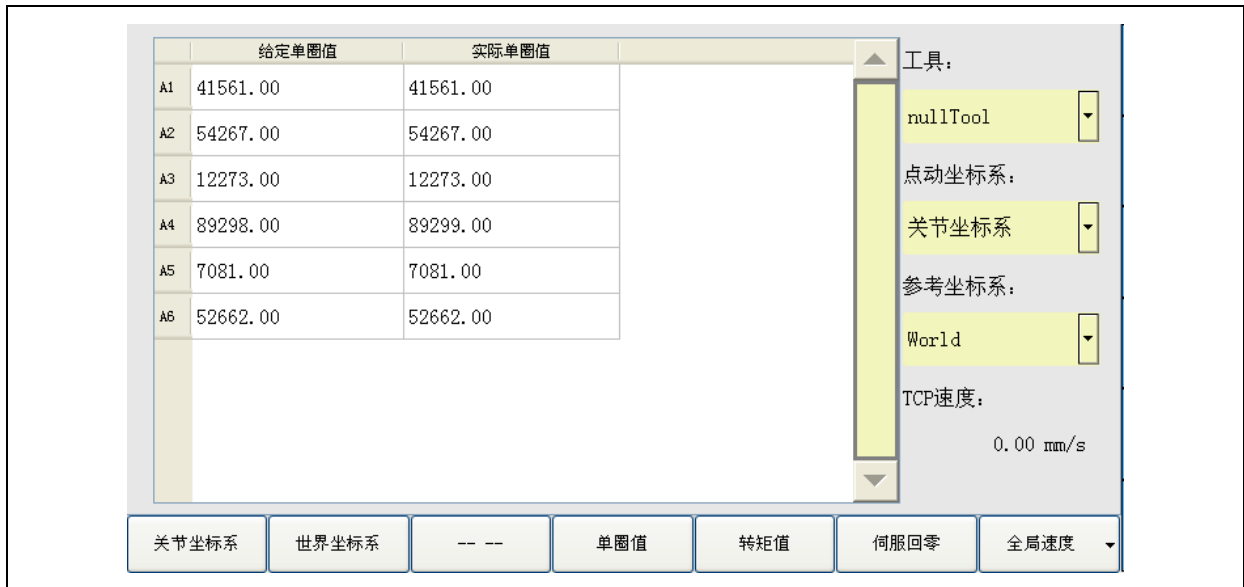 给定单圈值 实际单圈值
A1 41561.00 41561.00
A2 54267.00 54267.00
A3 12273.00 12273.00
A4 89298.00 89299.00
A5 7081.00 7081.00
A6 52662.00 52662.00
工具:
nullTool
点动坐标系:
关节坐标系
参考坐标系:
World
TCP速度:
0.00 mm/s
关节坐标系 世界坐标系 -- -- 单圈值 转矩值 伺服回零 全局速度